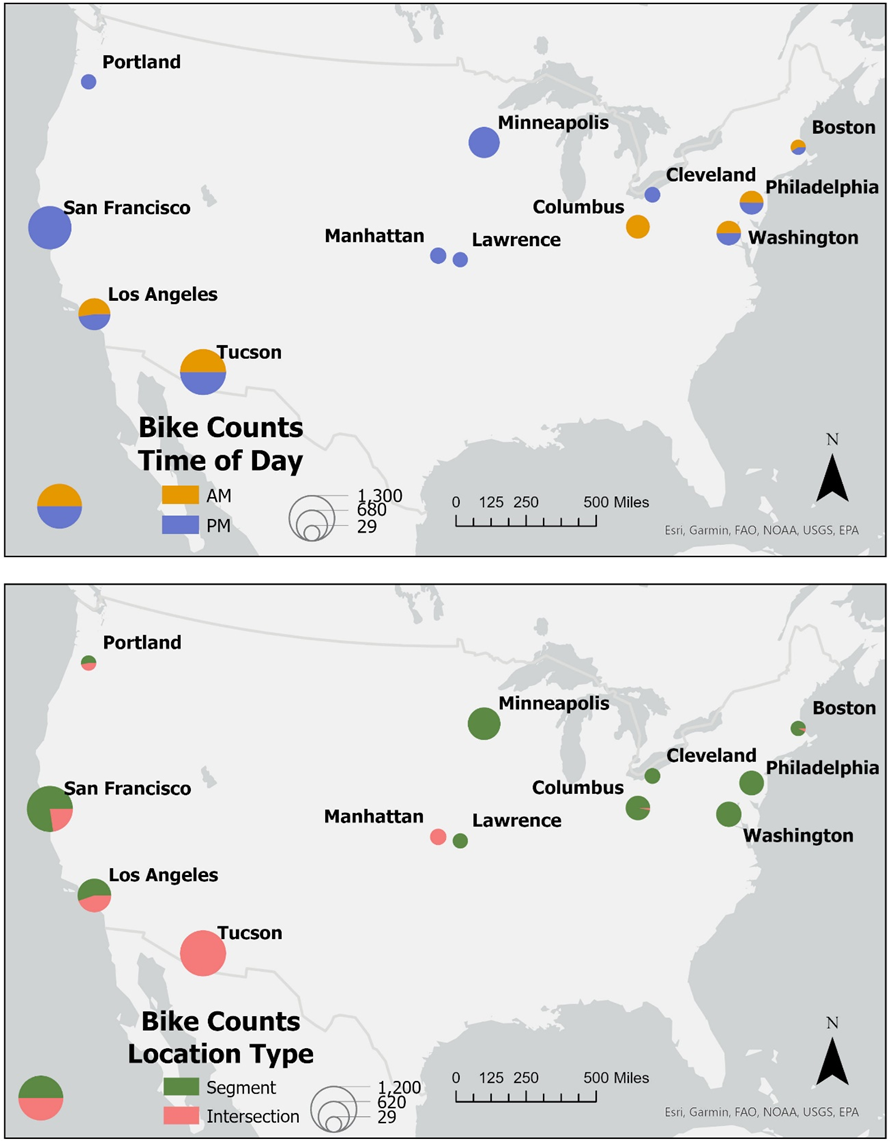 Portland
Minneapolis
Boston
Cleveland
Philadelphia
San Francisco
Columbus
Manhattan
Lawrence
Washington
Los Angeles
Tucson
Bike Counts
Time of Day
AM
PM
1,300
680
29
0 125 250 500 Miles
N
Esri, Garmin, FAO, NOAA, USGS, EPA
Portland
Minneapolis
Boston
Cleveland
Philadelphia
San Francisco
Columbus
Manhattan
Lawrence
Washington
Los Angeles
Tucson
Bike Counts
Location Type
Segment
Intersection
1,200
620
29
0 125 250 500 Miles
N
Esri, Garmin, FAO, NOAA, USGS, EPA